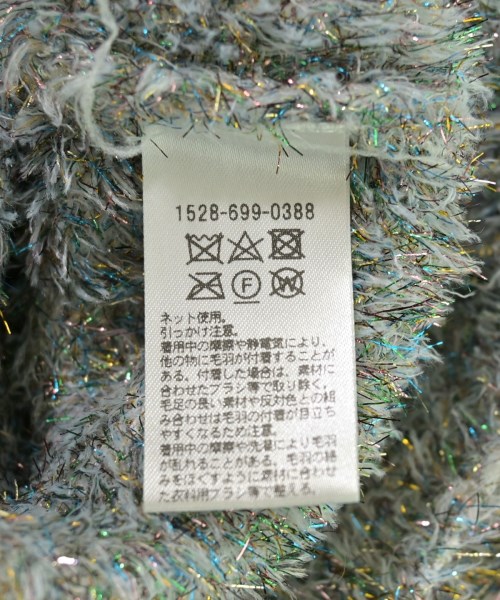 1528-699-0388
F W
ネット使用。
引っかけ注意。
着用中の摩擦や静電気により、
他の物に毛羽が付着することが
ある。付着した場合は、素材に
合わせたブラシ等で取り除く。
毛足の長い素材や反対色との組
み合わせは毛羽の付着が目立ち
やすくなるため注意。
着用中の摩擦や洗濯により毛羽
が乱れることがある。毛羽の絡
みをほぐすように素材に合わせ
た衣料用ブラシ等で整える。